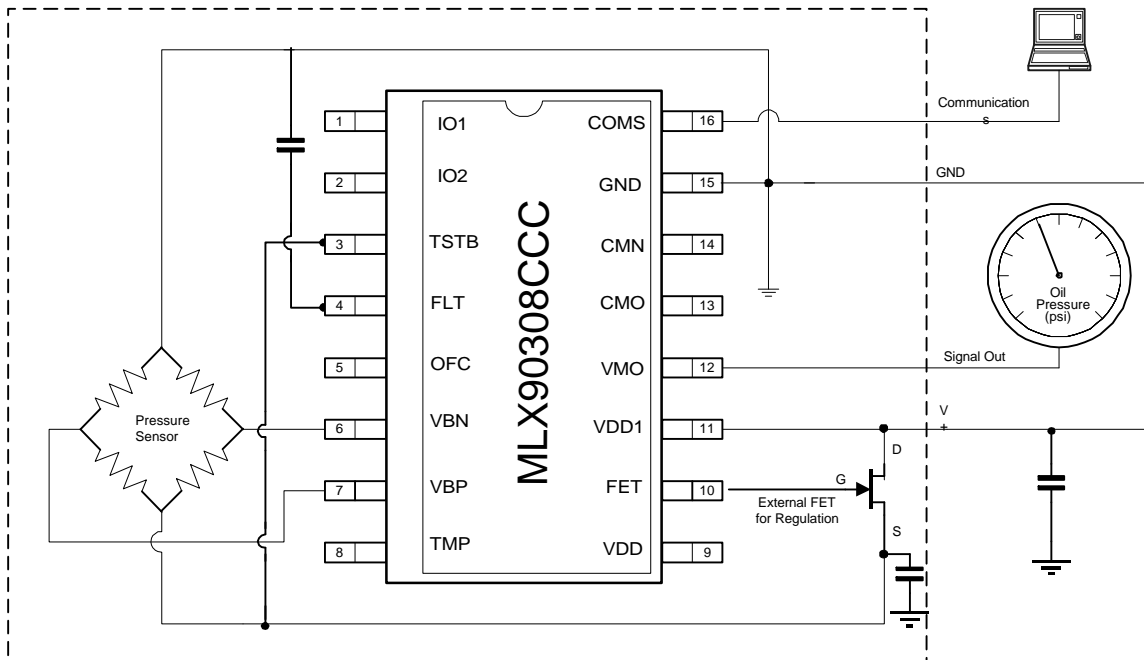 Communication
s
GND
Oil
Pressure
(psi)
Signal Out
V
+
D
G
S
External FET
for Regulation
Pressure
Sensor
MLX90308CCC
1 IO1
2 IO2
3 TSTB
4 FLT
5 OFC
6 VBN
7 VBP
8 TMP
COMS 16
GND 15
CMN 14
CMO 13
VMO 12
VDD1 11
FET 10
VDD 9